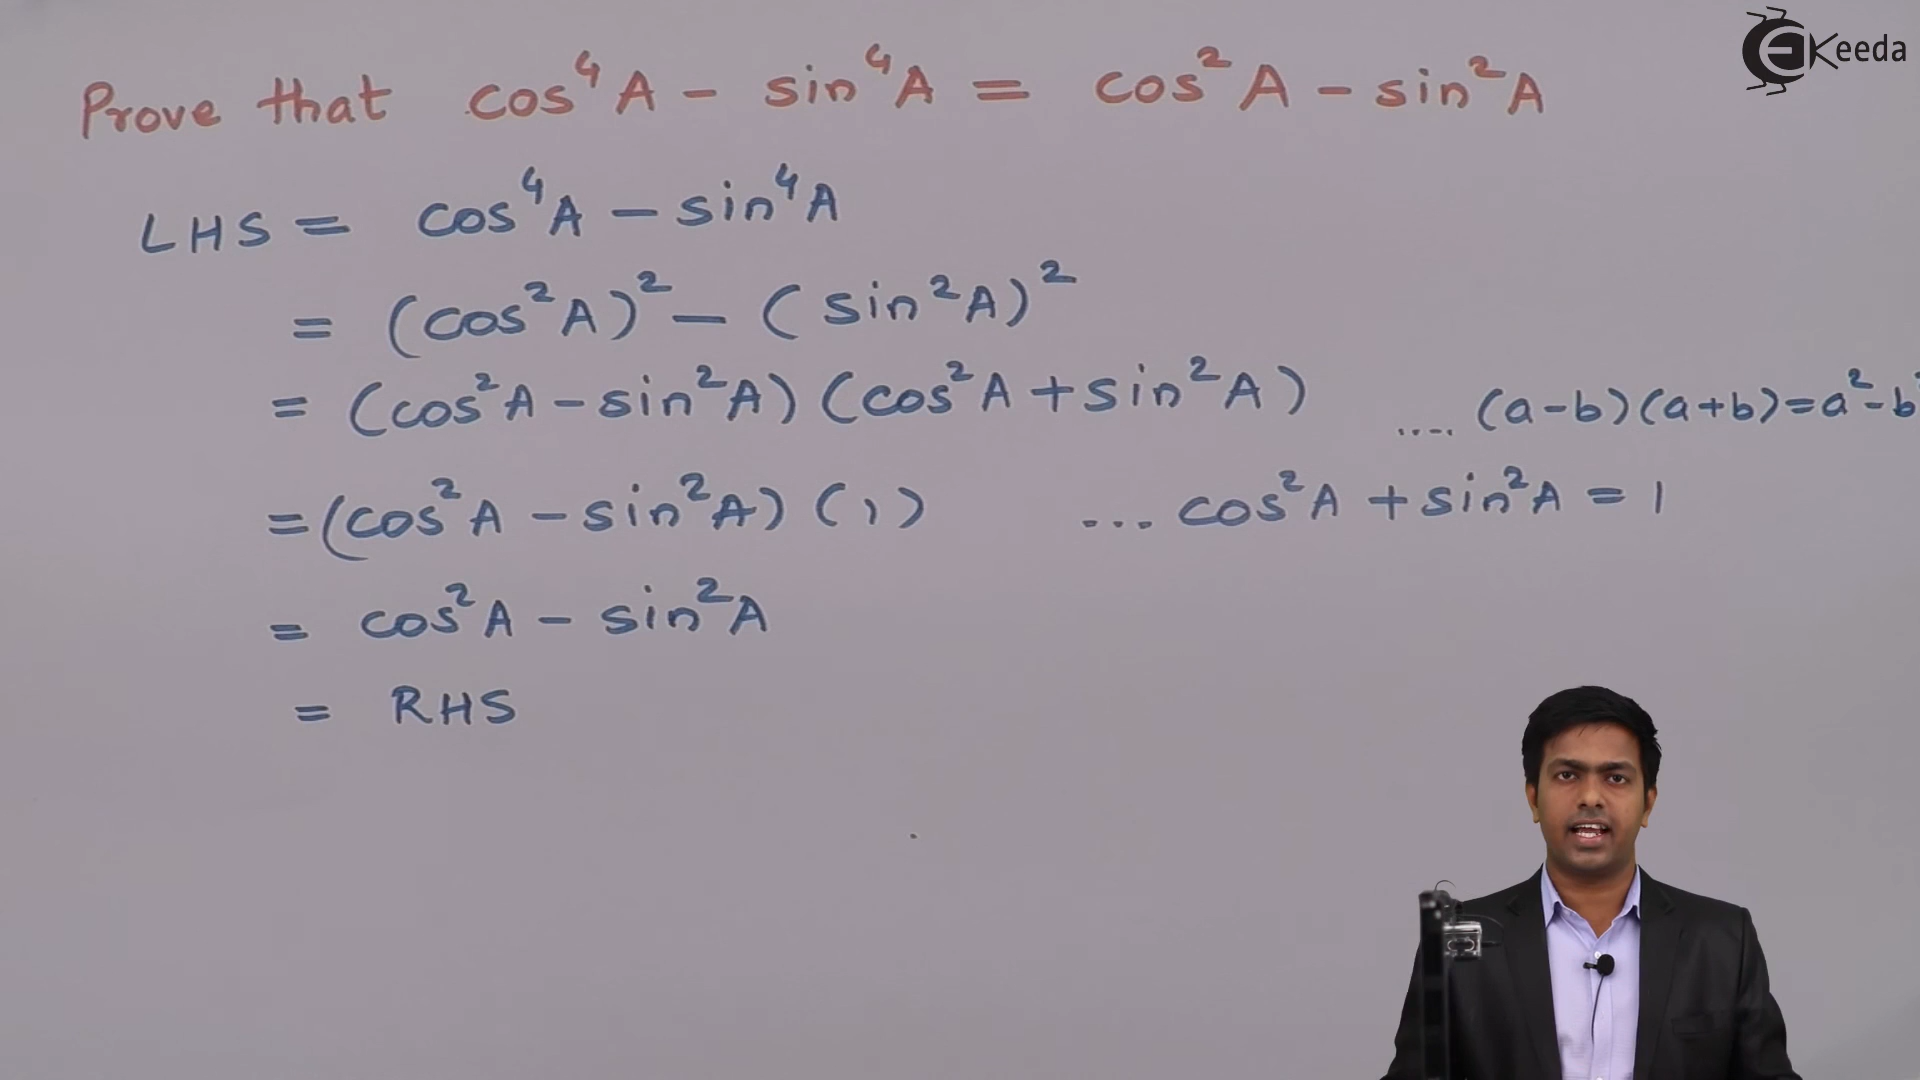 Keeda
Prove that cos⁴A - sin⁴A = cos²A - sin²A
LHS = cos⁴A - sin⁴A
= (cos²A)² - (sin²A)²
= (cos²A - sin²A) (cos²A + sin²A) ..... (a-b)(a+b)=a²-b²
= (cos²A - sin²A) (1) ... cos²A + sin²A = 1
= cos²A - sin²A
= RHS